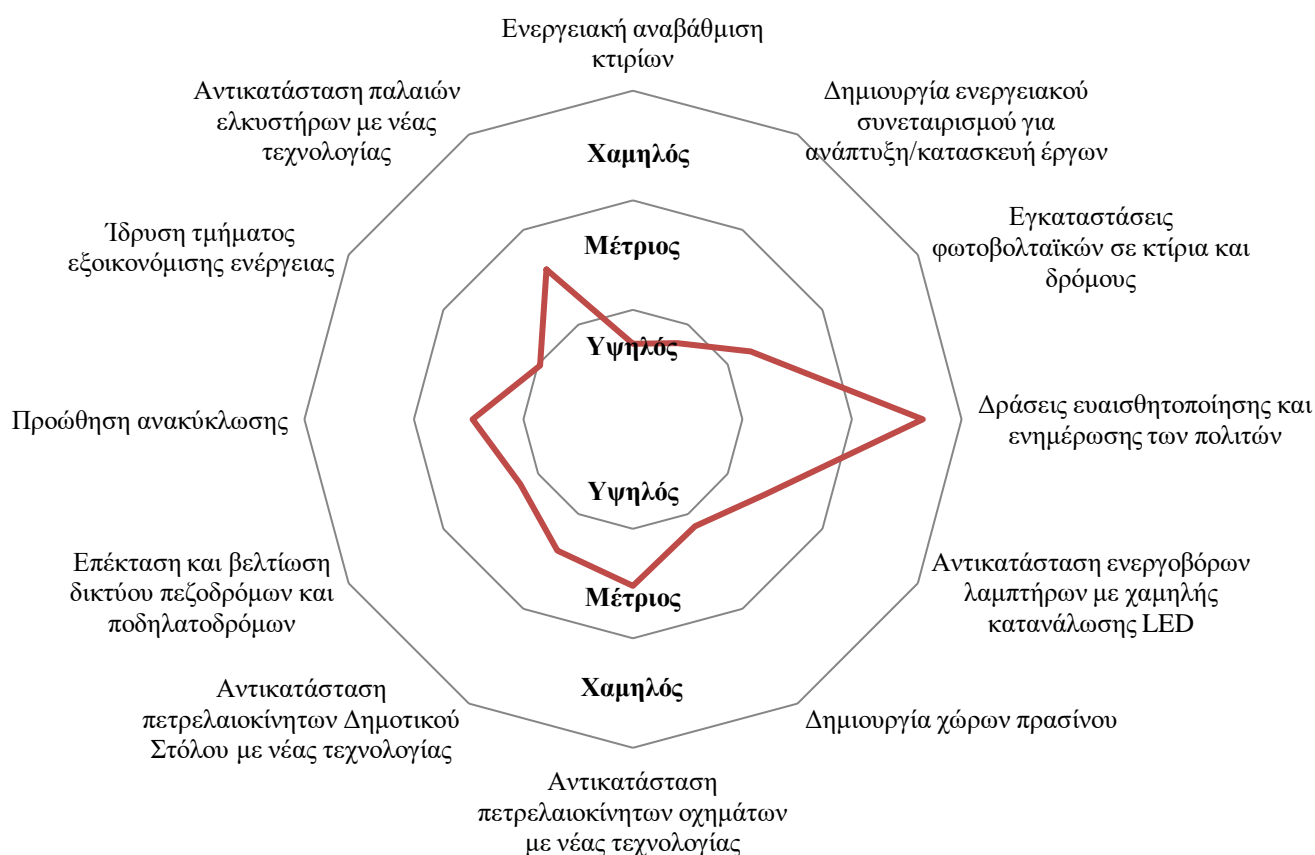 Ενεργειακή αναβάθμιση
κτιρίων
Δημιουργία ενεργειακού
συνεταιρισμού για
ανάπτυξη/κατασκευή έργων
Εγκαταστάσεις
φωτοβολταϊκών σε κτίρια και
δρόμους
Δράσεις ευαισθητοποίησης και
ενημέρωσης των πολιτών
Αντικατάσταση ενεργοβόρων
λαμπτήρων με χαμηλής
κατανάλωσης LED
Δημιουργία χώρων πρασίνου
Αντικατάσταση
πετρελαιοκίνητων οχημάτων
με νέας τεχνολογίας
Αντικατάσταση
πετρελαιοκίνητων Δημοτικού
Στόλου με νέας τεχνολογίας
Επέκταση και βελτίωση
δικτύου πεζοδρόμων και
ποδηλατοδρόμων
Προώθηση ανακύκλωσης
Ίδρυση τμήματος
εξοικονόμισης ενέργειας
Αντικατάσταση παλαιών
ελκυστήρων με νέας
τεχνολογίας
Χαμηλός
Μέτριος
Υψηλός
Υψηλός
Μέτριος
Χαμηλός